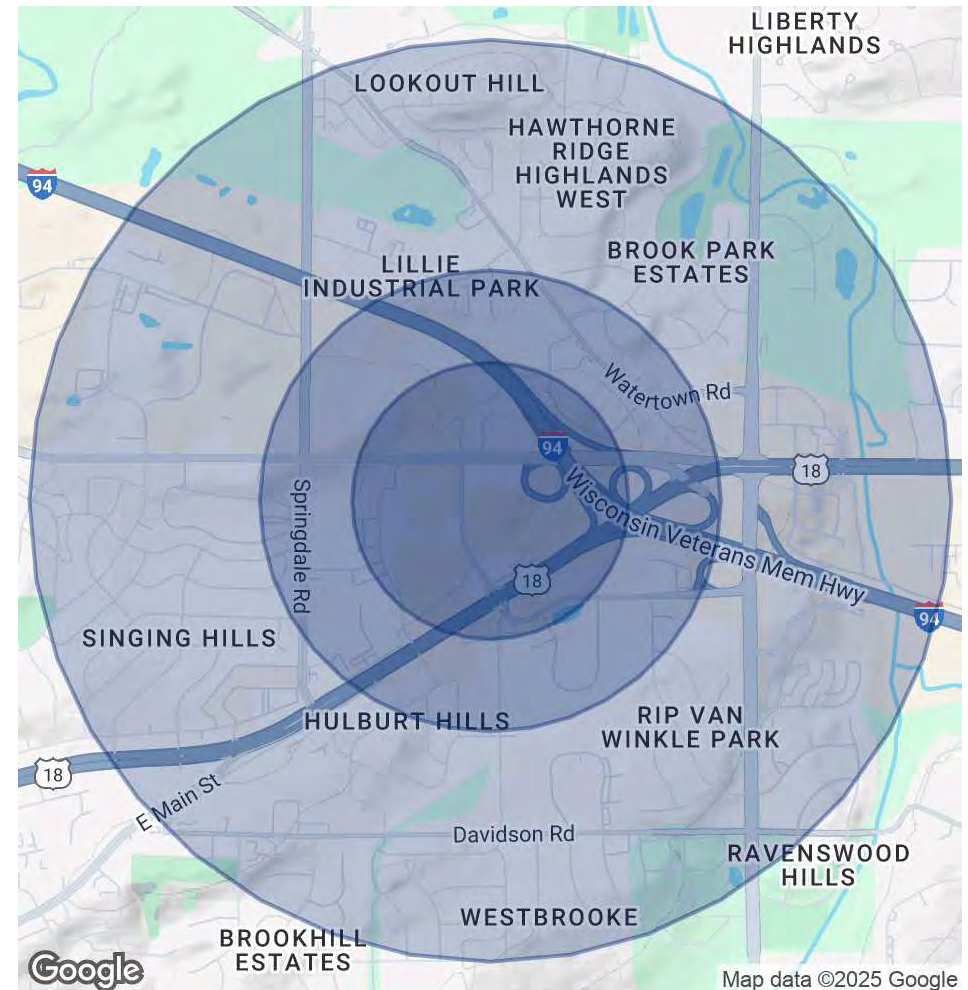 LIBERTY
HIGHLANDS
LOOKOUT HILL
HAWTHORNE
RIDGE
HIGHLANDS
WEST
94
BROOK PARK
ESTATES
LILLIE
INDUSTRIAL PARK
Watertown Rd
94
18
Springdale Rd
Wisconsin Veterans Mem Hwy
18
94
SINGING HILLS
HULBURT HILLS
RIP VAN
WINKLE PARK
18
E Main St
Davidson Rd
RAVENSWOOD
HILLS
WESTBROOKE
BROOKHILL
ESTATES
Google
Map data ©2025 Google